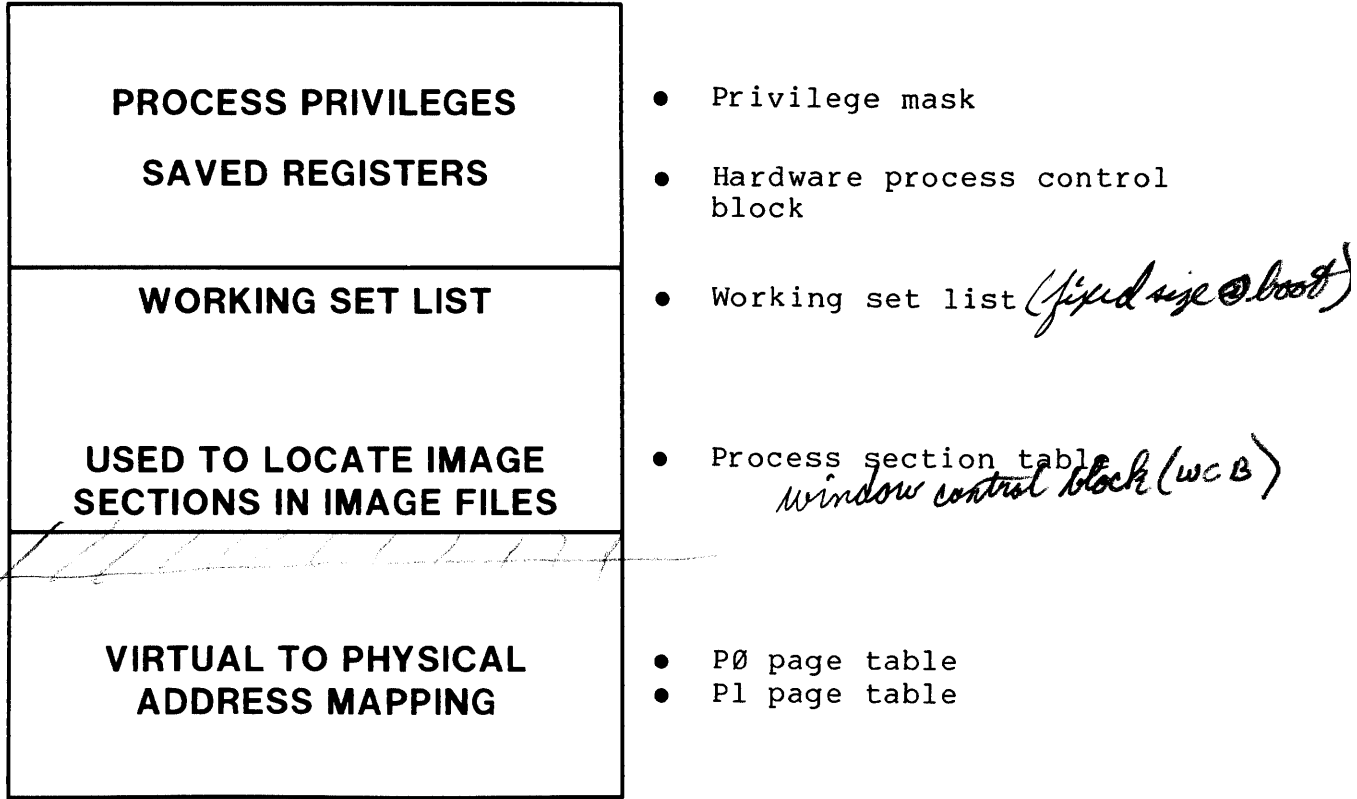 PROCESS PRIVILEGES
• Privilege mask
SAVED REGISTERS
• Hardware process control
block
WORKING SET LIST
• Working set list (fixed size @ boot)
USED TO LOCATE IMAGE
SECTIONS IN IMAGE FILES
• Process section table
window control block (WCB)
VIRTUAL TO PHYSICAL
ADDRESS MAPPING
• PØ page table
• P1 page table